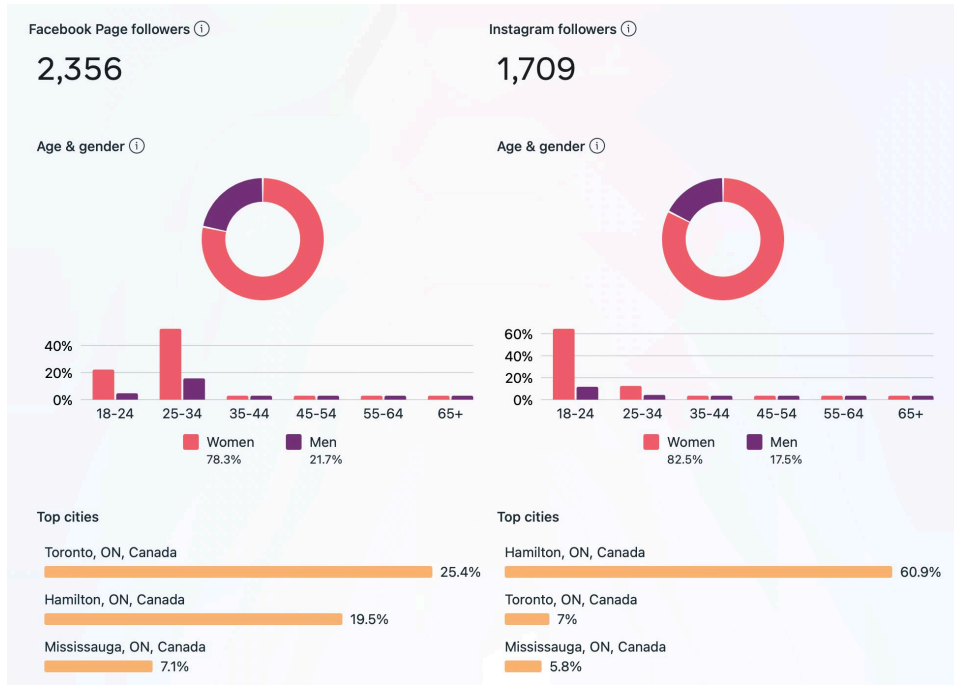 Facebook Page followers
2,356
Age & gender
40%
20%
0%
18-24 25-34 35-44 45-54 55-64 65+
Women Men
78.3% 21.7%
Top cities
Toronto, ON, Canada
25.4%
Hamilton, ON, Canada
19.5%
Mississauga, ON, Canada
7.1%
Instagram followers
1,709
Age & gender
60%
40%
20%
0%
18-24 25-34 35-44 45-54 55-64 65+
Women Men
82.5% 17.5%
Top cities
Hamilton, ON, Canada
60.9%
Toronto, ON, Canada
7%
Mississauga, ON, Canada
5.8%